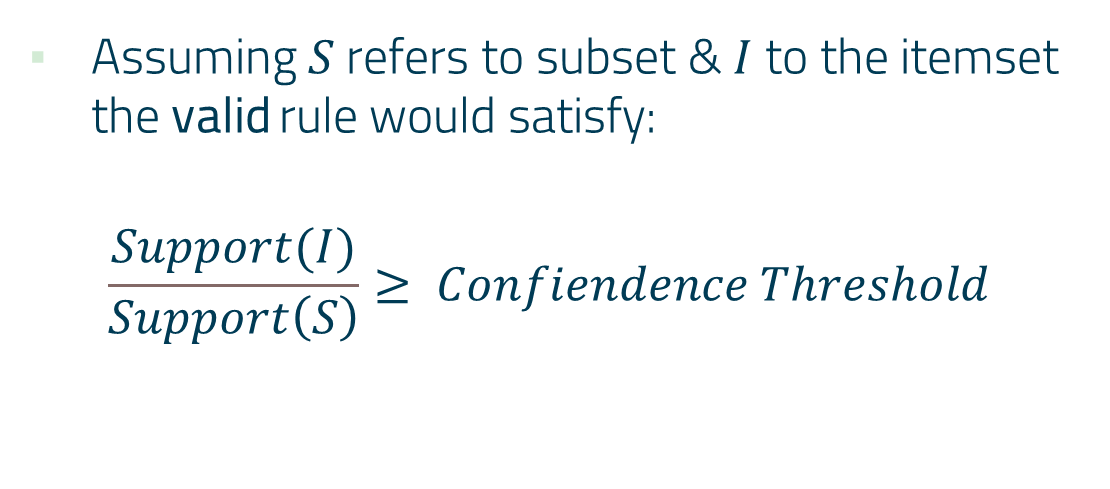 ▪ Assuming S refers to subset & I to the itemset
the valid rule would satisfy:
Support(I)
Support(S)
≥ Confiendence Threshold